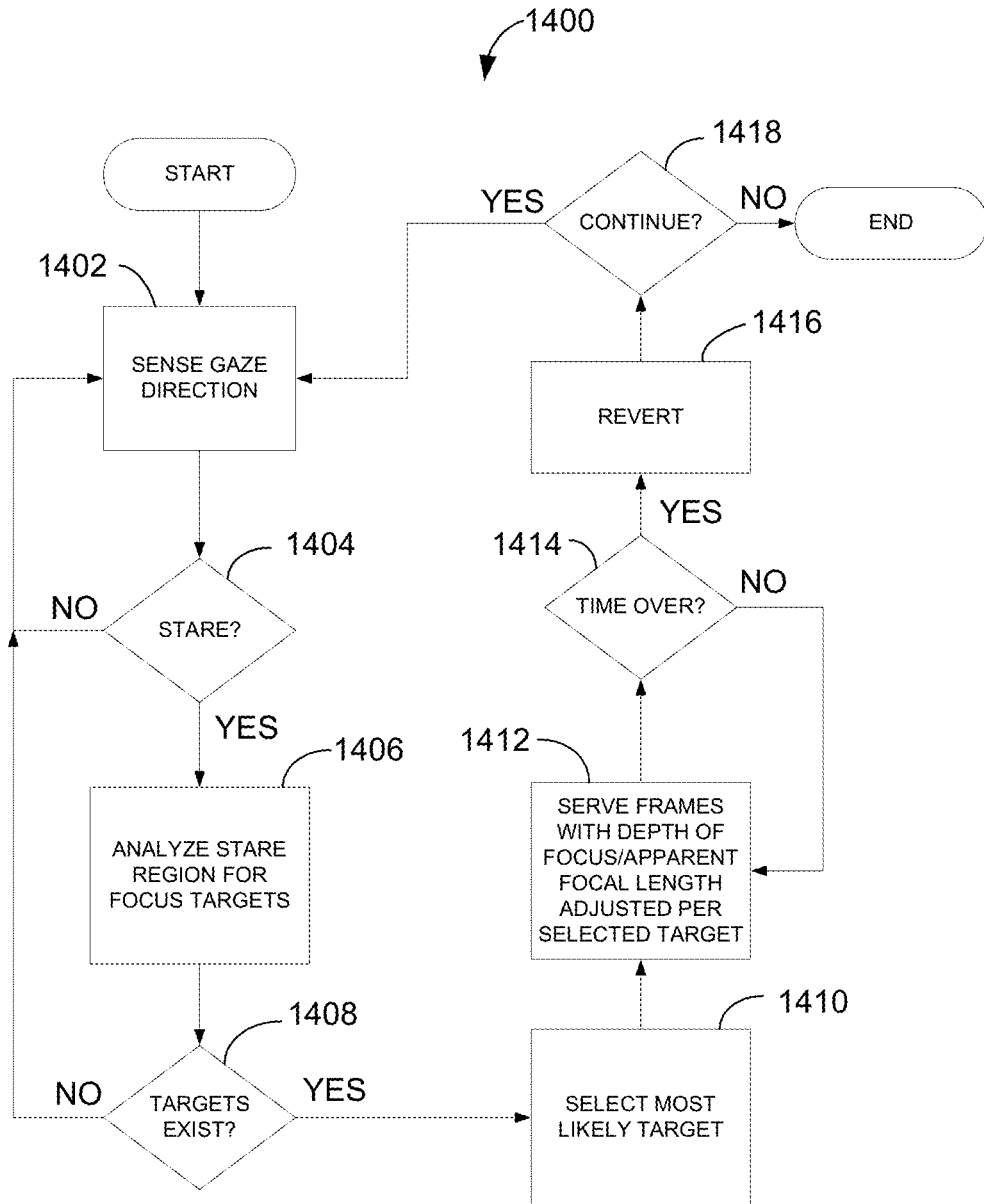 1400
START
1402
SENSE GAZE
DIRECTION
1404
NO
STARE?
YES
1406
ANALYZE STARE
REGION FOR
FOCUS TARGETS
1408
NO
TARGETS
EXIST?
YES
1410
SELECT MOST
LIKELY TARGET
1412
SERVE FRAMES
WITH DEPTH OF
FOCUS/APPARENT
FOCAL LENGTH
ADJUSTED PER
SELECTED TARGET
1414
TIME OVER?
NO
YES
1416
REVERT
1418
YES
CONTINUE?
NO
END